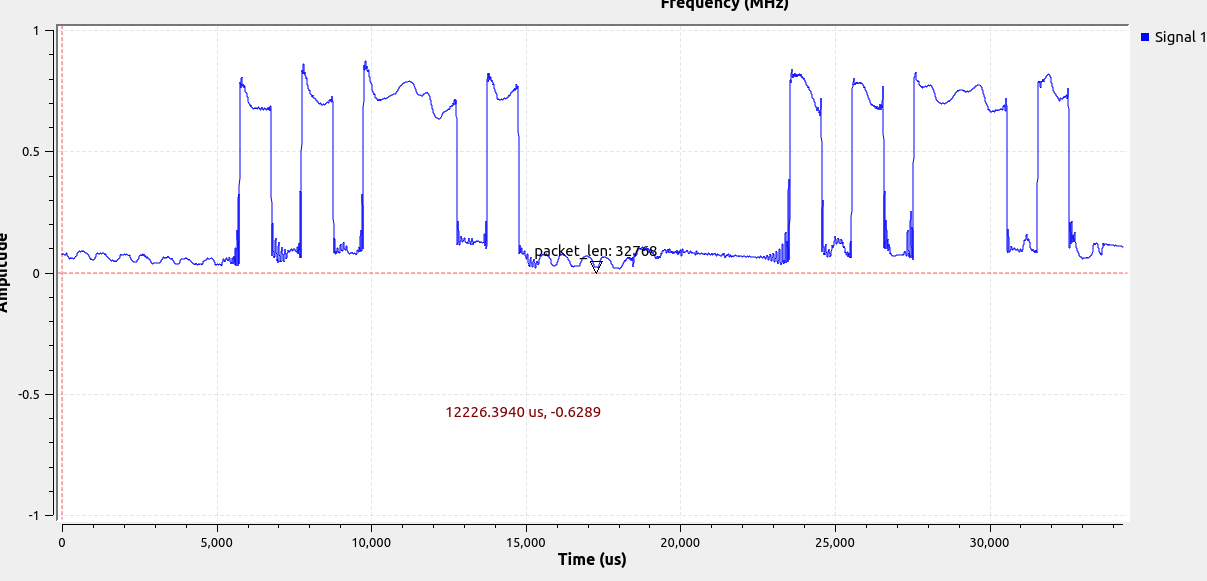 Frequency (MHz)
1
Signal 1
0.5
packet_len: 32768
0
Amplitude
-0.5
12226.3940 us, -0.6289
-1
0 5,000 10,000 15,000 20,000 25,000 30,000
Time (us)